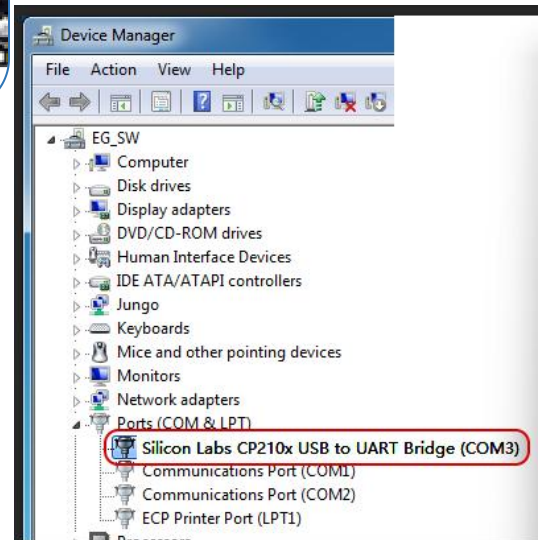 Device Manager
File Action View Help
EG_SW
Computer
Disk drives
Display adapters
DVD/CD-ROM drives
Human Interface Devices
IDE ATA/ATAPI controllers
Jungo
Keyboards
Mice and other pointing devices
Monitors
Network adapters
Ports (COM & LPT)
Silicon Labs CP210x USB to UART Bridge (COM3)
Communications Port (COM1)
Communications Port (COM2)
ECP Printer Port (LPT1)